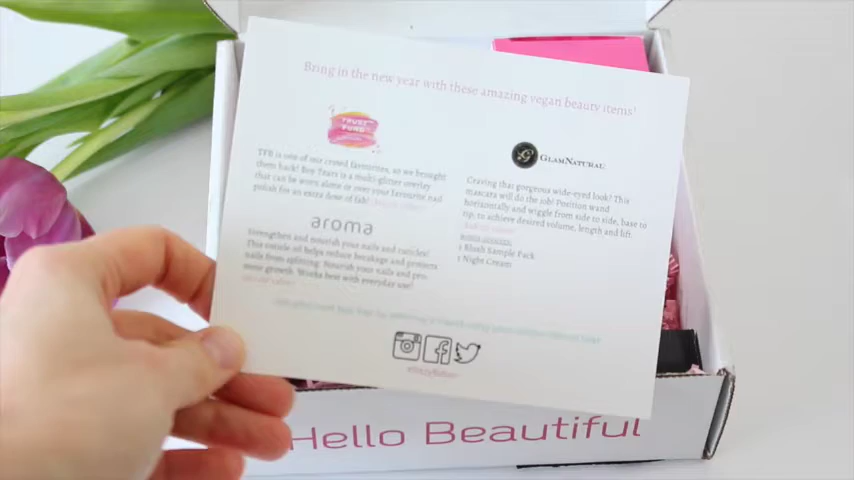 Bring in the new year with these amazing vegan beauty items!
TRUST
FUND
TFB is one of our crowd favourites, so we brought
them back! Boy Tears is a multi-glitter overlay
that can be worn alone or over your favourite nail
polish for an extra dose of fab!
aroma
Strengthen and nourish your nails and cuticles!
This cuticle oil helps reduce breakage and protects
nails from splitting. Nourish your nails and pro-
mote growth. Works best with everyday use!
G GLAMNATURAL
Craving that gorgeous wide-eyed look? This
mascara will do the job! Position wand
horizontally and wiggle from side to side, base to
tip, to achieve desired volume, length and lift.
1 Blush Sample Pack
1 Night Cream
Hello Beautiful